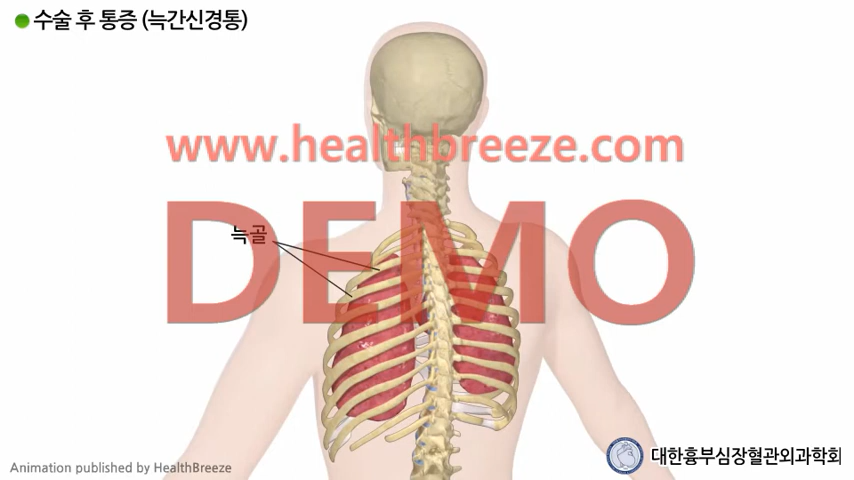 수술 후 통증 (늑간신경통)
www.healthbreeze.com
DEMO
늑골
대한흉부심장혈관외과학회
Animation published by HealthBreeze